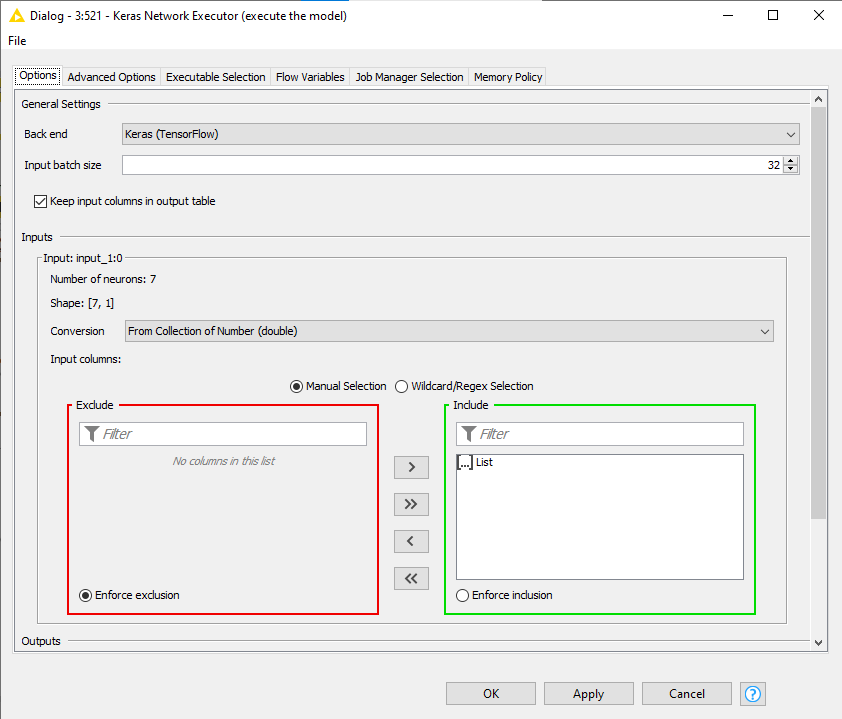 Dialog - 3:521 - Keras Network Executor (execute the model)
File
Options Advanced Options Executable Selection Flow Variables Job Manager Selection Memory Policy
General Settings
Back end Keras (TensorFlow)
Input batch size 32
Keep input columns in output table
Inputs
Input: input_1:0
Number of neurons: 7
Shape: [7, 1]
Conversion From Collection of Number (double)
Input columns:
Manual Selection Wildcard/Regex Selection
Exclude Include
Filter Filter
No columns in this list [...] List
>
>>
<
<<
Enforce exclusion Enforce inclusion
Outputs
OK Apply Cancel ?